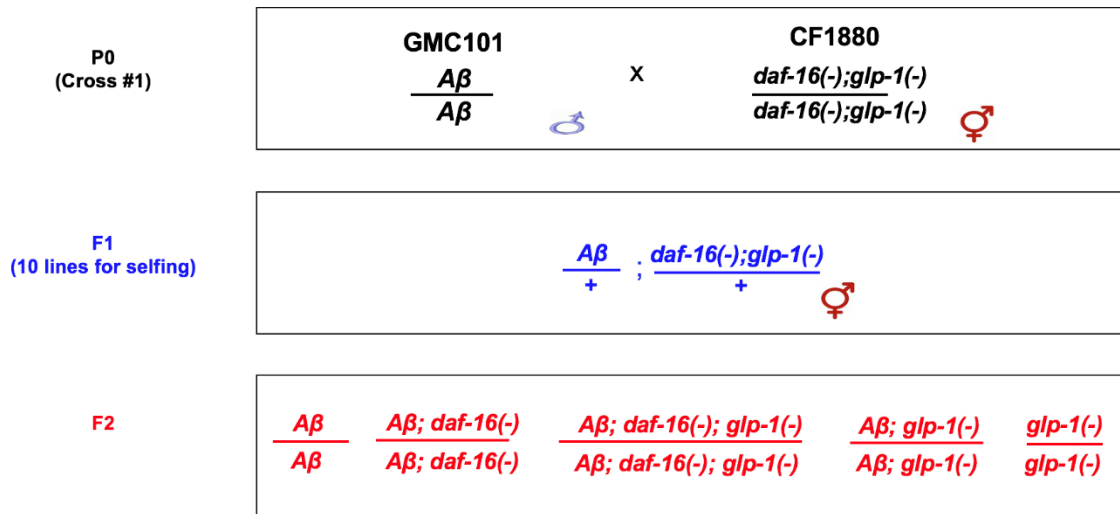 P0
(Cross #1)
GMC101
Aβ
Aβ
x
CF1880
daf-16(-);glp-1(-)
daf-16(-);glp-1(-)
F1
(10 lines for selfing)
Aβ
+
;
daf-16(-);glp-1(-)
+
F2
Aβ
Aβ
Aβ; daf-16(-)
Aβ; daf-16(-)
Aβ; daf-16(-); glp-1(-)
Aβ; daf-16(-); glp-1(-)
Aβ; glp-1(-)
Aβ; glp-1(-)
glp-1(-)
glp-1(-)